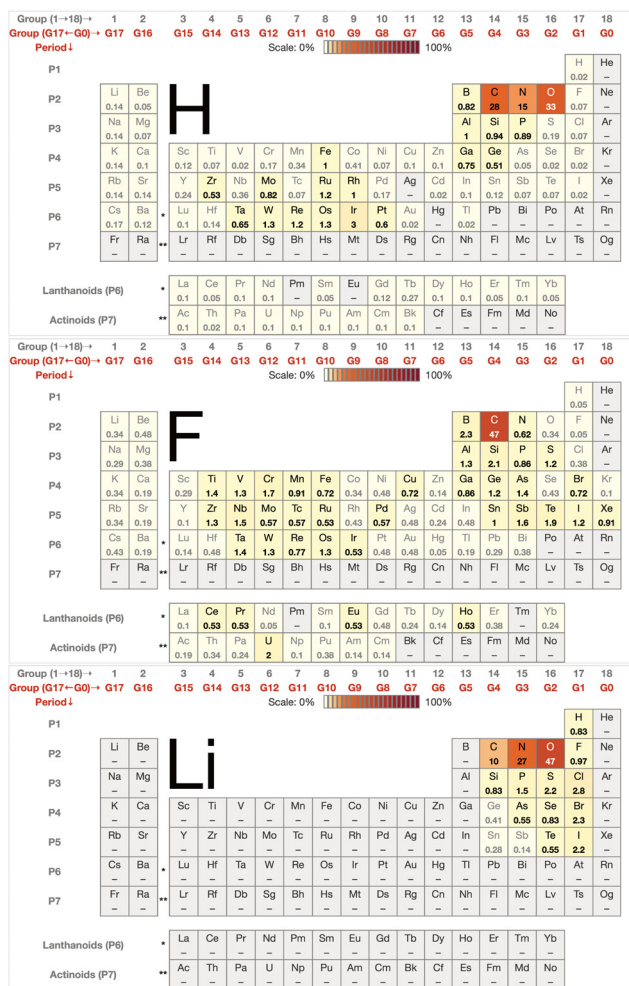 Group (1→18)→ 1 2 3 4 5 6 7 8 9 10 11 12 13 14 15 16 17 18
Group (G17←G0)→ G17 G16 G15 G14 G13 G12 G11 G10 G9 G8 G7 G6 G5 G4 G3 G2 G1 G0
Period↓ Scale: 0% 100%
P1 H He
0.02 –
P2 Li Be B C N O F Ne
0.14 0.05 0.82 28 15 33 0.07 –
H
P3 Na Mg Al Si P S Cl Ar
0.14 0.07 1 0.94 0.89 0.19 0.07 –
P4 K Ca Sc Ti V Cr Mn Fe Co Ni Cu Zn Ga Ge As Se Br Kr
0.14 0.1 0.12 0.07 0.02 0.17 0.34 1 0.41 0.07 0.1 0.1 0.75 0.51 0.05 0.02 0.02 –
P5 Rb Sr Y Zr Nb Mo Tc Ru Rh Pd Ag Cd In Sn Sb Te I Xe
0.14 0.14 0.24 0.53 0.36 0.82 0.07 1.2 1 0.17 – 0.02 0.1 0.12 0.07 0.07 0.02 –
P6 Cs Ba * Lu Hf Ta W Re Os Ir Pt Au Hg Tl Pb Bi Po At Rn
0.17 0.12 0.1 0.14 0.65 1.3 1.2 1.3 3 0.6 0.02 – 0.02 – – – – –
P7 Fr Ra ** Lr Rf Db Sg Bh Hs Mt Ds Rg Cn Nh Fl Mc Lv Ts Og
– – – – – – – – – – – – – – – – – –
Lanthanoids (P6) * La Ce Pr Nd Pm Sm Eu Gd Tb Dy Ho Er Tm Yb
0.1 0.05 0.1 0.1 – 0.05 – 0.12 0.27 0.1 0.1 0.05 0.1 0.05
Actinoids (P7) ** Ac Th Pa U Np Pu Am Cm Bk Cf Es Fm Md No
0.1 0.02 0.1 0.1 0.1 0.1 0.1 0.1 0.1 – – – – –
Group (1→18)→ 1 2 3 4 5 6 7 8 9 10 11 12 13 14 15 16 17 18
Group (G17←G0)→ G17 G16 G15 G14 G13 G12 G11 G10 G9 G8 G7 G6 G5 G4 G3 G2 G1 G0
Period↓ Scale: 0% 100%
P1 H He
0.05 –
P2 Li Be B C N O F Ne
0.34 0.48 2.3 47 0.62 0.34 0.05 –
F
P3 Na Mg Al Si P S Cl Ar
0.29 0.38 1.3 2.1 0.86 1.2 0.38 –
P4 K Ca Sc Ti V Cr Mn Fe Co Ni Cu Zn Ga Ge As Se Br Kr
0.34 0.19 0.29 1.4 1.3 1.7 0.91 0.72 0.34 0.48 0.72 0.14 0.86 1.2 1.4 0.43 0.72 0.1
P5 Rb Sr Y Zr Nb Mo Tc Ru Rh Pd Ag Cd In Sn Sb Te I Xe
0.34 0.19 0.1 1.3 1.5 0.57 0.57 0.53 0.43 0.57 0.48 0.24 0.34 1 1.6 1.9 1.2 0.91
P6 Cs Ba * Lu Hf Ta W Re Os Ir Pt Au Hg Tl Pb Bi Po At Rn
0.43 0.19 0.14 0.48 1.4 1.3 0.77 1.3 0.53 0.48 0.48 0.05 0.19 0.29 0.38 – – –
P7 Fr Ra ** Lr Rf Db Sg Bh Hs Mt Ds Rg Cn Nh Fl Mc Lv Ts Og
– – – – – – – – – – – – – – – – – –
Lanthanoids (P6) * La Ce Pr Nd Pm Sm Eu Gd Tb Dy Ho Er Tm Yb
0.1 0.53 0.53 0.05 – 0.1 0.53 0.48 0.24 0.14 0.53 0.38 – 0.24
Actinoids (P7) ** Ac Th Pa U Np Pu Am Cm Bk Cf Es Fm Md No
0.19 0.34 0.24 2 0.1 0.38 0.14 0.14 – – – – – –
Group (1→18)→ 1 2 3 4 5 6 7 8 9 10 11 12 13 14 15 16 17 18
Group (G17←G0)→ G17 G16 G15 G14 G13 G12 G11 G10 G9 G8 G7 G6 G5 G4 G3 G2 G1 G0
Period↓ Scale: 0% 100%
P1 H He
0.83 –
P2 Li Be B C N O F Ne
– – – 10 27 47 0.97 –
Li
P3 Na Mg Al Si P S Cl Ar
– – – 0.83 1.5 2.2 2.8 –
P4 K Ca Sc Ti V Cr Mn Fe Co Ni Cu Zn Ga Ge As Se Br Kr
– – – – – – – – – – – – – 0.41 0.55 0.83 2.3 –
P5 Rb Sr Y Zr Nb Mo Tc Ru Rh Pd Ag Cd In Sn Sb Te I Xe
– – – – – – – – – – – – – 0.28 0.14 0.55 2.2 –
P6 Cs Ba * Lu Hf Ta W Re Os Ir Pt Au Hg Tl Pb Bi Po At Rn
– – – – – – – – – – – – – – – – – –
P7 Fr Ra ** Lr Rf Db Sg Bh Hs Mt Ds Rg Cn Nh Fl Mc Lv Ts Og
– – – – – – – – – – – – – – – – – –
Lanthanoids (P6) * La Ce Pr Nd Pm Sm Eu Gd Tb Dy Ho Er Tm Yb
– – – – – – – – – – – – – –
Actinoids (P7) ** Ac Th Pa U Np Pu Am Cm Bk Cf Es Fm Md No
– – – – – – – – – – – – – –